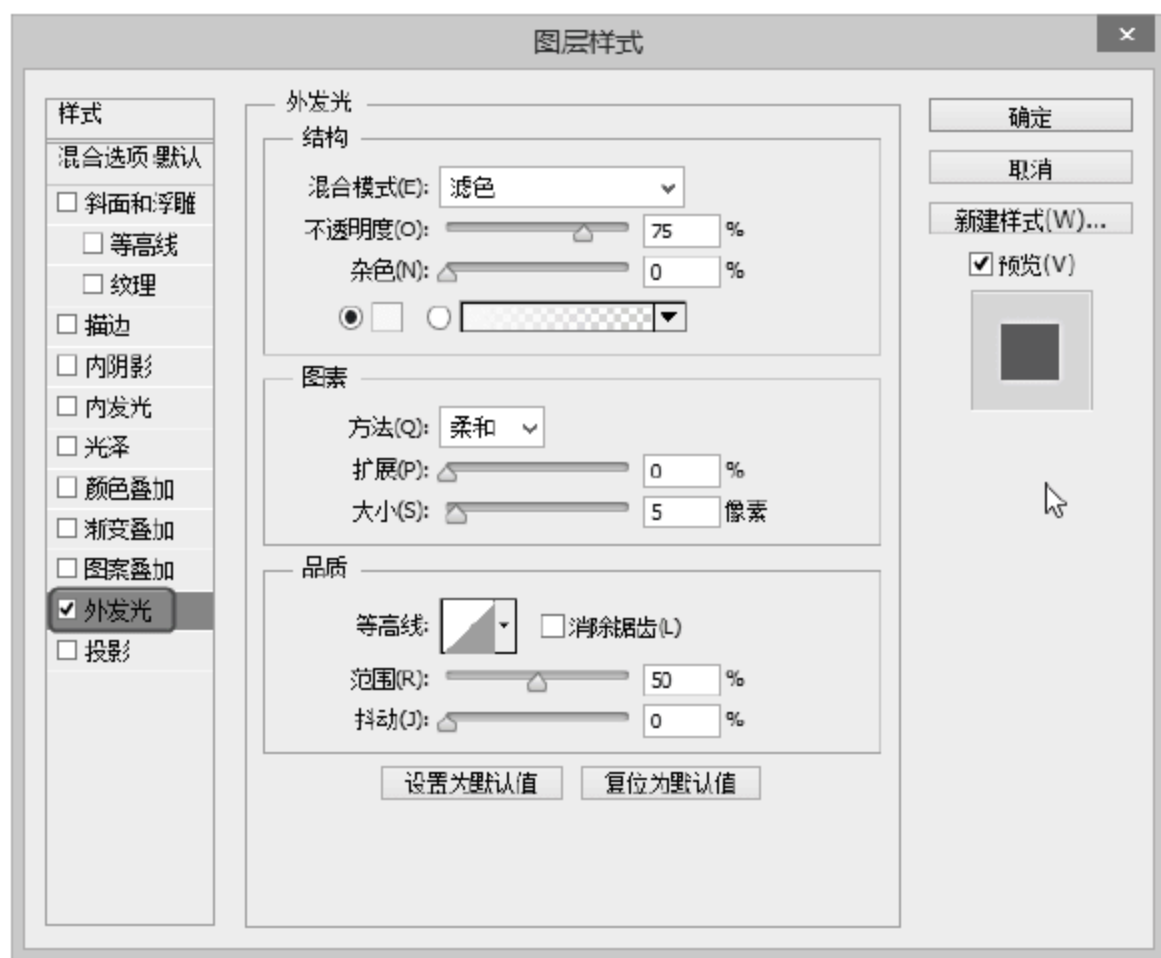 图层样式
样式
混合选项:默认
斜面和浮雕
等高线
纹理
描边
内阴影
内发光
光泽
颜色叠加
渐变叠加
图案叠加
外发光
投影
外发光
结构
混合模式(E): 滤色
不透明度(O): 75 %
杂色(N): 0 %
图素
方法(Q): 柔和
扩展(P): 0 %
大小(S): 5 像素
品质
等高线: 消除锯齿(L)
范围(R): 50 %
抖动(J): 0 %
设置为默认值 复位为默认值
确定
取消
新建样式(W)...
预览(V)